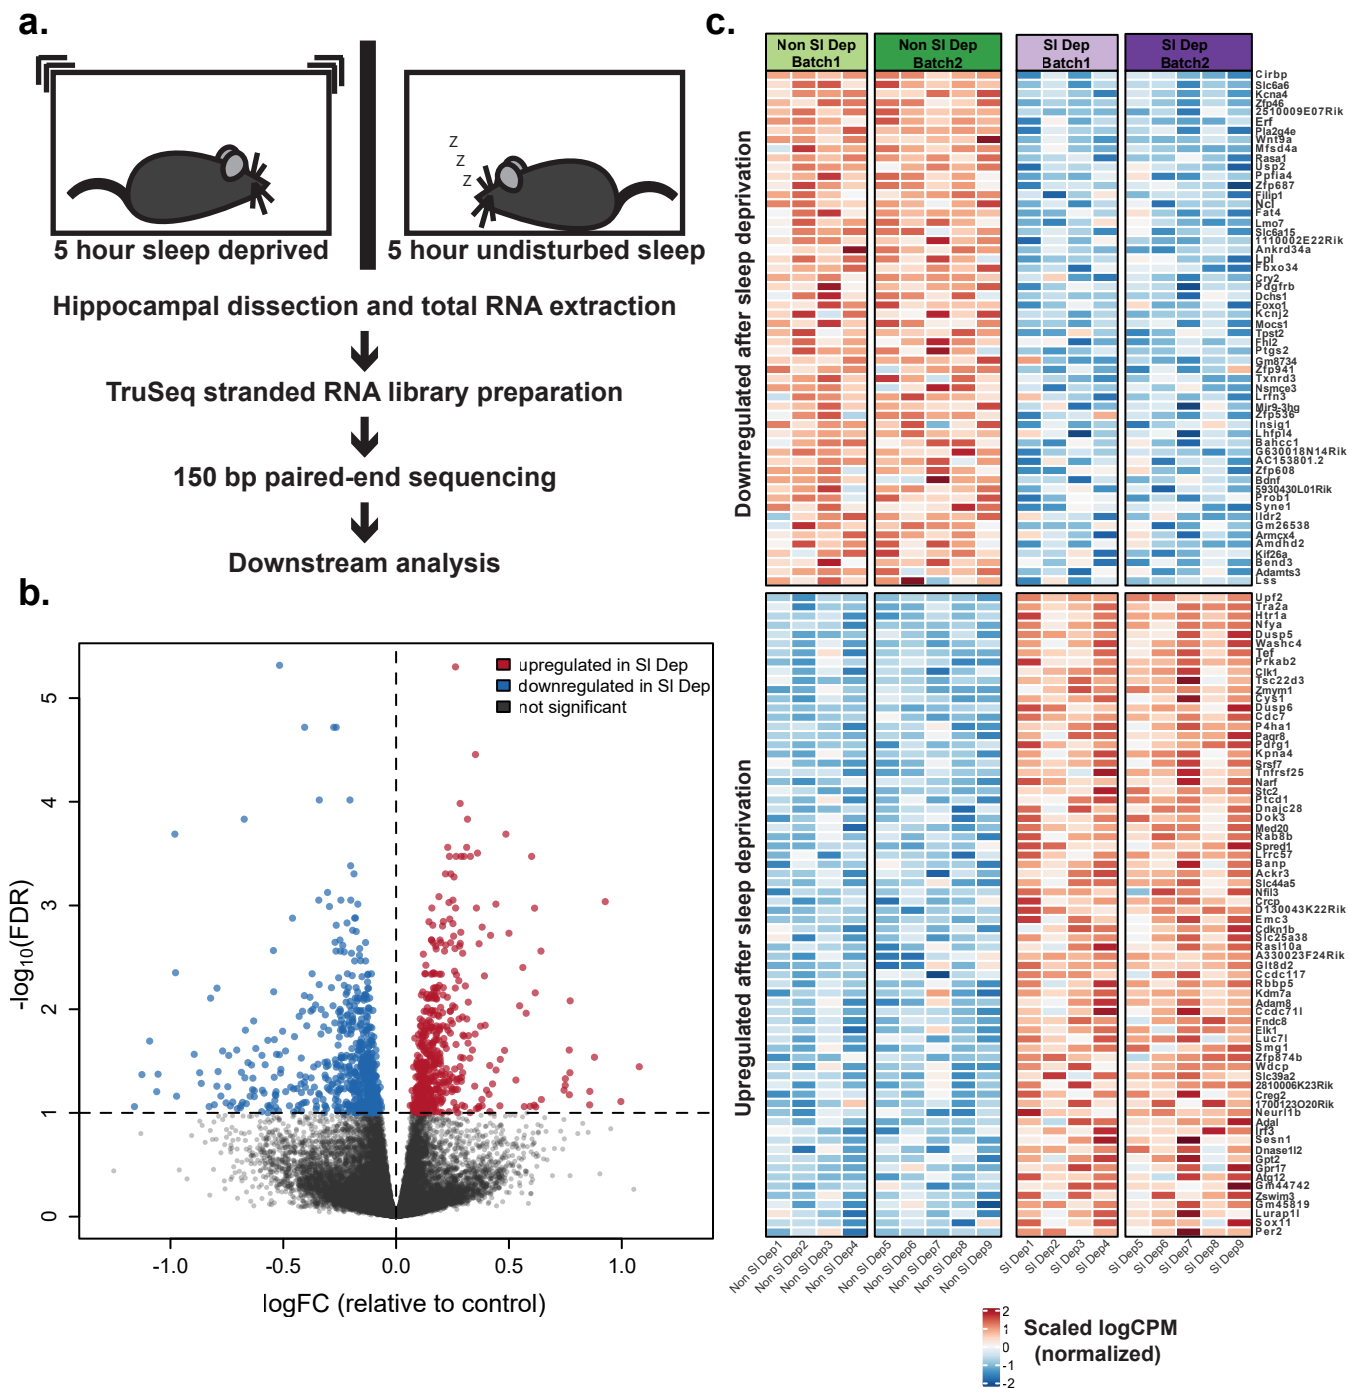 a.
z
z
z
5 hour sleep deprived
5 hour undisturbed sleep
Hippocampal dissection and total RNA extraction
TruSeq stranded RNA library preparation
150 bp paired-end sequencing
Downstream analysis
b.
upregulated in Sl Dep
downregulated in Sl Dep
not significant
-log10(FDR)
5
4
3
2
1
0
-1.0
-0.5
0.0
0.5
1.0
logFC (relative to control)
c.
Non Sl Dep
Batch1
Non Sl Dep
Batch2
Sl Dep
Batch1
Sl Dep
Batch2
Downregulated after sleep deprivation
Cirbp
Slc6a6
Kcna4
Zfp46
2510009E07Rik
Erf
Pla2g4e
Wnt9a
Mfsd4a
Rasa1
Usp2
Ppfia4
Zfp687
Filip1
Ncl
Fat4
Lmo7
Slc6a15
1110002E22Rik
Ankrd34a
Lpl
Fbxo34
Cry2
Pdgfrb
Dchs1
Foxo1
Kcnj2
Mocs1
Tpst2
Fhl2
Ptgs2
Gm8734
Zfp941
Txnrd3
Nsmce3
Lrfn3
Mir9-3hg
Zfp536
Insig1
Lhfpl4
Bahcc1
G630018N14Rik
AC153801.2
Zfp608
Bdnf
5930430L01Rik
Prob1
Syne1
Ildr2
Gm26538
Armcx4
Amdhd2
Kif26a
Bend3
Adamts3
Lss
Upregulated after sleep deprivation
Upf2
Tra2a
Htr1a
Nfya
Dusp5
Washc4
Tef
Prkab2
Clk1
Tsc22d3
Zmym1
Cys1
Dusp6
Cdc7
P4ha1
Paqr8
Pdrg1
Kpna4
Srsf7
Tnfrsf25
Narf
Stc2
Ptcd1
Dnajc28
Dok3
Med20
Rab8b
Spred1
Lrrc57
Banp
Ackr3
Slc44a5
Nfil3
Crcp
D130043K22Rik
Emc3
Cdkn1b
Slc25a38
Rasl10a
A330023F24Rik
Glt8d2
Ccdc117
Rbbp5
Kdm7a
Adam8
Ccdc71l
Fndc8
Elk1
Luc7l
Smg1
Zfp874b
Wdcp
Slc39a2
2810006K23Rik
Creg2
1700123O20Rik
Neurl1b
Adal
Irf3
Sesn1
Dnase1l2
Gpt2
Gpr17
Atg12
Gm44742
Zswim3
Gm45819
Lurap1l
Sox11
Per2
Non Sl Dep1
Non Sl Dep2
Non Sl Dep3
Non Sl Dep4
Non Sl Dep5
Non Sl Dep6
Non Sl Dep7
Non Sl Dep8
Non Sl Dep9
Sl Dep1
Sl Dep2
Sl Dep3
Sl Dep4
Sl Dep5
Sl Dep6
Sl Dep7
Sl Dep8
Sl Dep9
2
1
0
-1
-2
Scaled logCPM
(normalized)